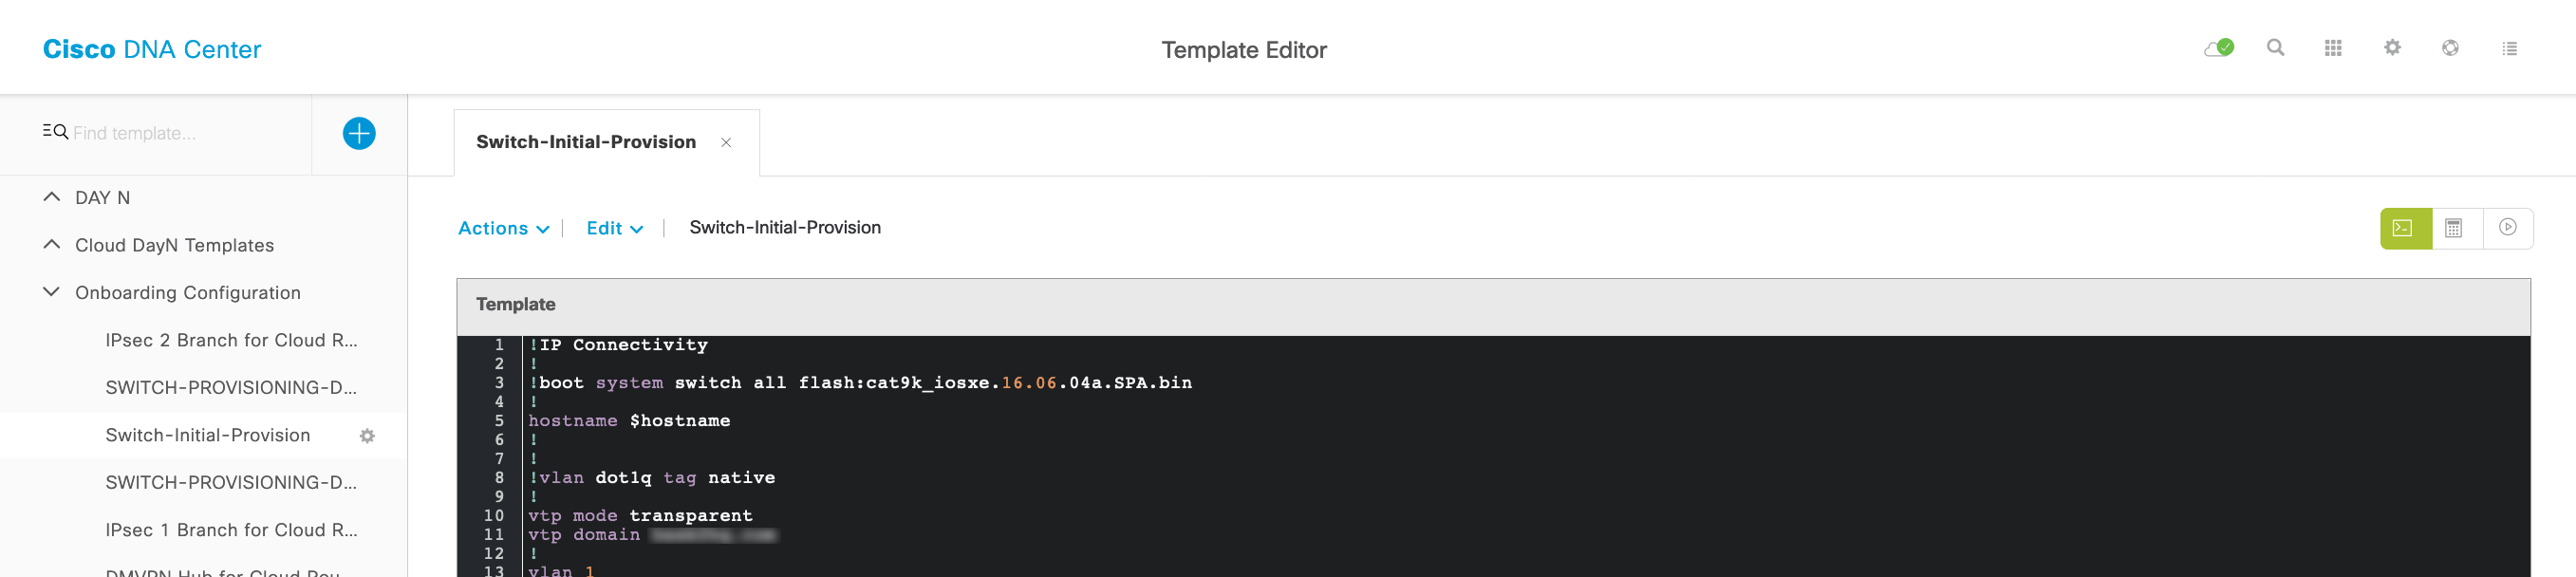 Cisco DNA Center
Template Editor
Find template...
DAY N
Cloud DayN Templates
Onboarding Configuration
IPsec 2 Branch for Cloud R...
SWITCH-PROVISIONING-D...
Switch-Initial-Provision
SWITCH-PROVISIONING-D...
IPsec 1 Branch for Cloud R...
DMVPN Hub for Cloud Rou...
Switch-Initial-Provision
Actions | Edit | Switch-Initial-Provision
Template
1 !IP Connectivity
2 !
3 !boot system switch all flash:cat9k_iosxe.16.06.04a.SPA.bin
4 !
5 hostname $hostname
6 !
7 !
8 !vlan dot1q tag native
9 !
10 vtp mode transparent
11 vtp domain
12 !
13 vlan 1